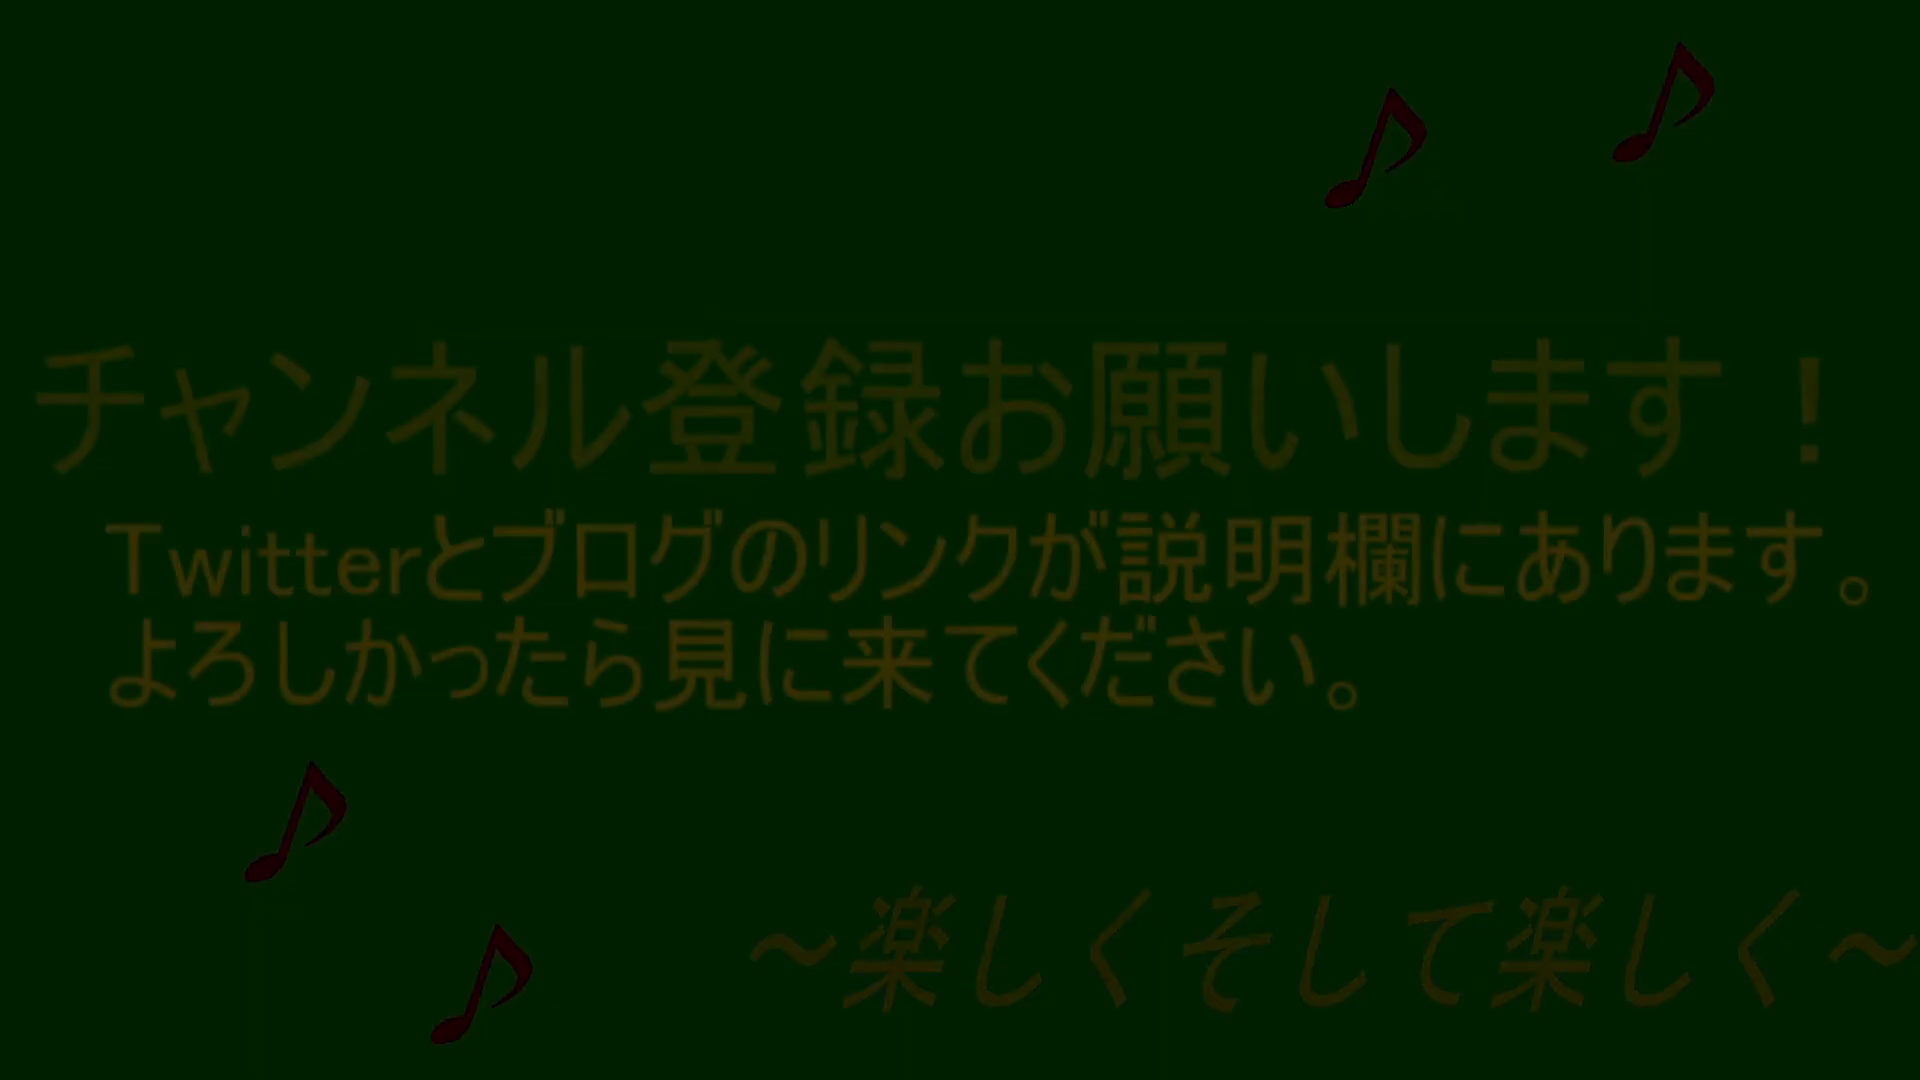 チャンネル登録お願いします！
Twitterとブログのリンクが説明欄にあります。
よろしかったら見に来てください。
～楽しくそして楽しく～